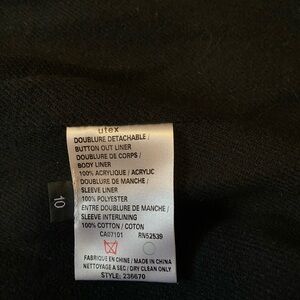 utex
DOUBLURE DETACHABLE /
BUTTON OUT LINER
DOUBLURE DE CORPS /
BODY LINER
100% ACRYLIQUE / ACRYLIC
DOUBLURE DE MANCHE /
SLEEVE LINER
100% POLYESTER
ENTRE DOUBLURE DE MANCHE /
SLEEVE INTERLINING
100% COTTON / COTON
CA07101 RN52539
FABRIQUE EN CHINE / MADE IN CHINA
NETTOYAGE A SEC / DRY CLEAN ONLY
STYLE: 236670
10